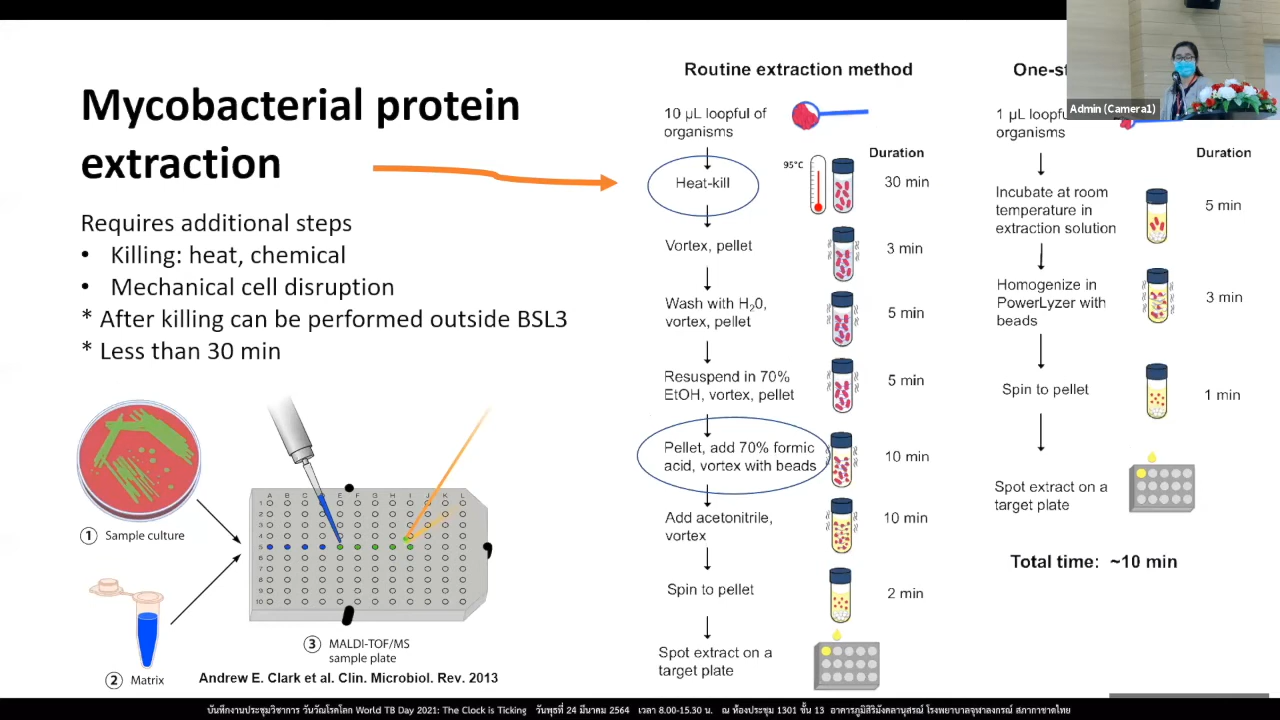 Mycobacterial protein
extraction
Requires additional steps
• Killing: heat, chemical
• Mechanical cell disruption
* After killing can be performed outside BSL3
* Less than 30 min
1 Sample culture
2 Matrix
A B C D E F G H I J K L
1
2
3
4
5
6
7
8
9
10
3 MALDI-TOF/MS
sample plate
Andrew E. Clark et al. Clin. Microbiol. Rev. 2013
Routine extraction method
10 µL loopful of
organisms
Duration
95°C
Heat-kill
30 min
Vortex, pellet
3 min
Wash with H₂0,
vortex, pellet
5 min
Resuspend in 70%
EtOH, vortex, pellet
5 min
Pellet, add 70% formic
acid, vortex with beads
10 min
Add acetonitrile,
vortex
10 min
Spin to pellet
2 min
Spot extract on a
target plate
One-st
1 µL loopfu
organisms
Duration
Incubate at room
temperature in
extraction solution
5 min
Homogenize in
PowerLyzer with
beads
3 min
Spin to pellet
1 min
Spot extract on a
target plate
Total time: ~10 min
Admin (Camera1)
บันทึกงานประชุมวิชาการ วันวัณโรคโลก World TB Day 2021: The Clock is Ticking วันพุธที่ 24 มีนาคม 2564 เวลา 8.00-15.30 น. ณ ห้องประชุม 1301 ชั้น 13 อาคารภูมิสิริมังคลานุสรณ์ โรงพยาบาลจุฬาลงกรณ์ สภากาชาดไทย